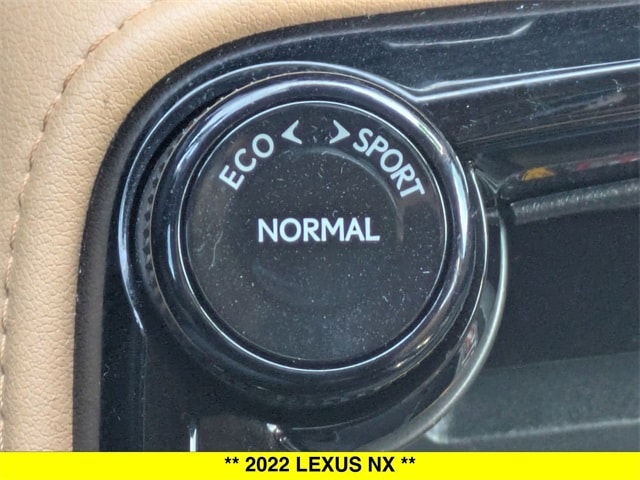 ECO < > SPORT
NORMAL
** 2022 LEXUS NX **